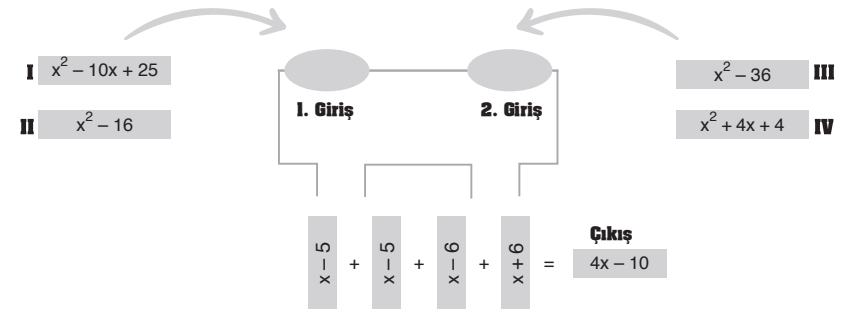 I x² – 10x + 25
II x² – 16
1. Giriş
2. Giriş
x² – 36 III
x² + 4x + 4 IV
x – 5 + x – 5 + x – 6 + x + 6 = 4x – 10
Çıkış